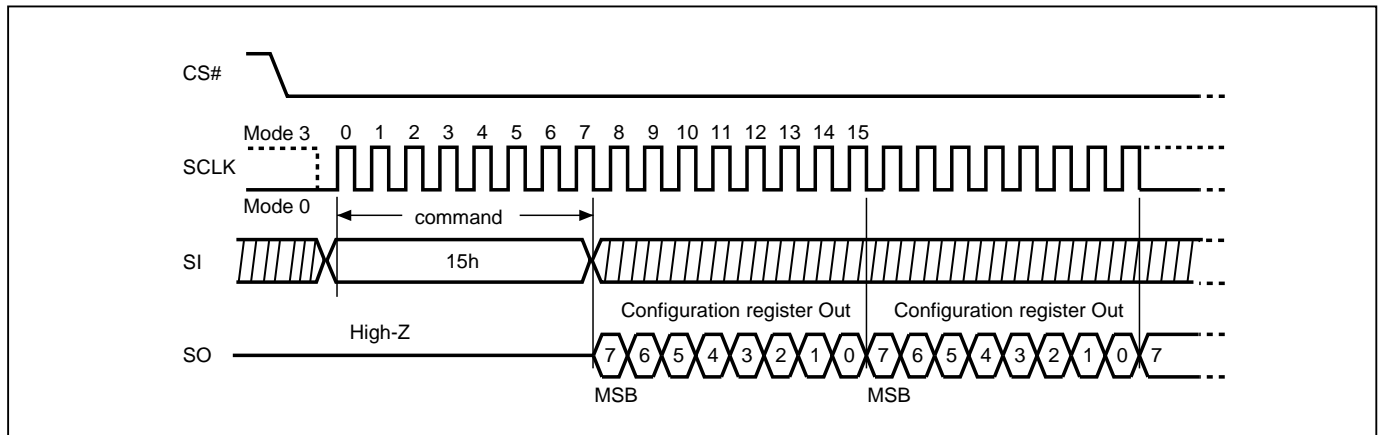 CS#
Mode 3 0 1 2 3 4 5 6 7 8 9 10 11 12 13 14 15
SCLK
Mode 0
command
SI 15h
Configuration register Out Configuration register Out
High-Z
SO 7 6 5 4 3 2 1 0 7 6 5 4 3 2 1 0 7
MSB MSB